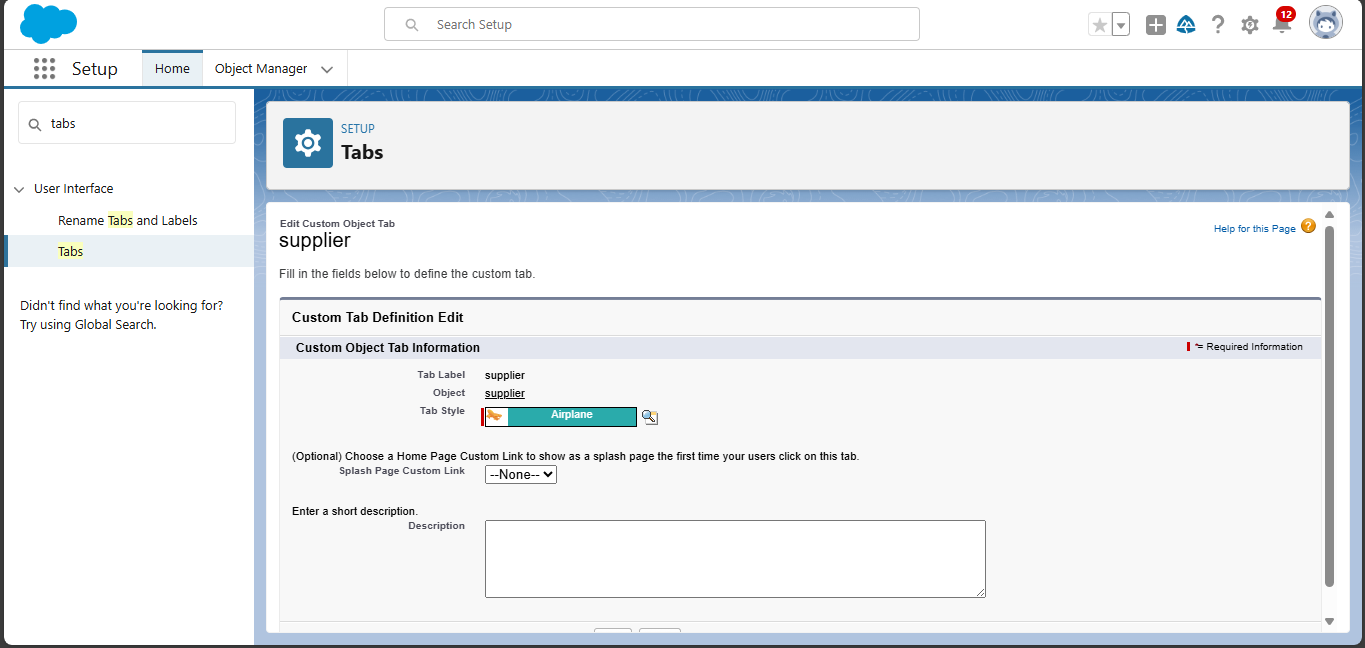 Search Setup
12
Setup
Home
Object Manager
tabs
User Interface
Rename Tabs and Labels
Tabs
Didn't find what you're looking for?
Try using Global Search.
SETUP
Tabs
Edit Custom Object Tab
supplier
Help for this Page ?
Fill in the fields below to define the custom tab.
Custom Tab Definition Edit
Custom Object Tab Information
= Required Information
Tab Label supplier
Object supplier
Tab Style Airplane
(Optional) Choose a Home Page Custom Link to show as a splash page the first time your users click on this tab.
Splash Page Custom Link --None--
Enter a short description.
Description